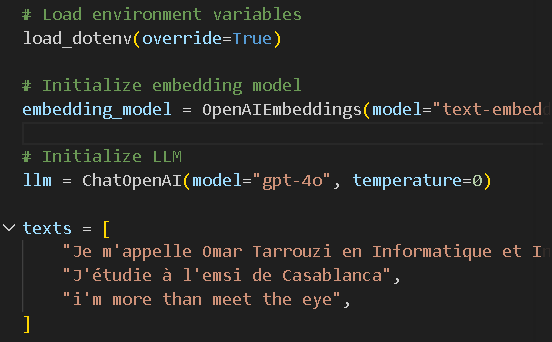 # Load environment variables
load_dotenv(override=True)
# Initialize embedding model
embedding_model = OpenAIEmbeddings(model="text-embed
# Initialize LLM
llm = ChatOpenAI(model="gpt-4o", temperature=0)
texts = [
"Je m'appelle Omar Tarrouzi en Informatique et I
"J'étudie à l'emsi de Casablanca",
"i'm more than meet the eye",
]